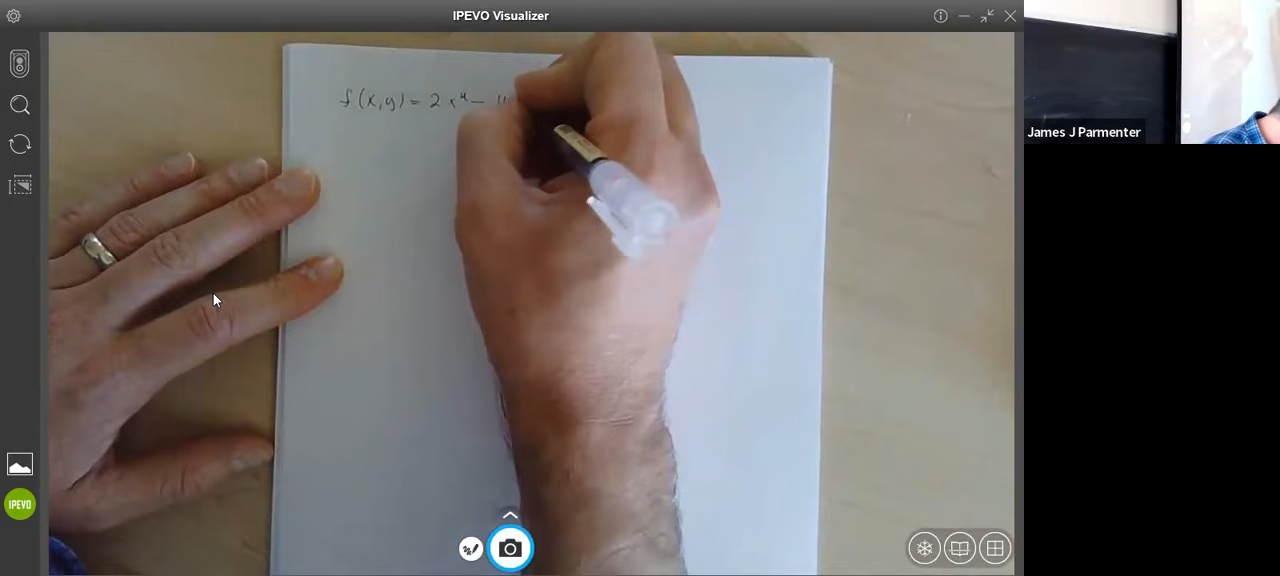 IPEVO Visualizer
f(x,y) = 2x⁴ –
James J Parmenter
IPEVO